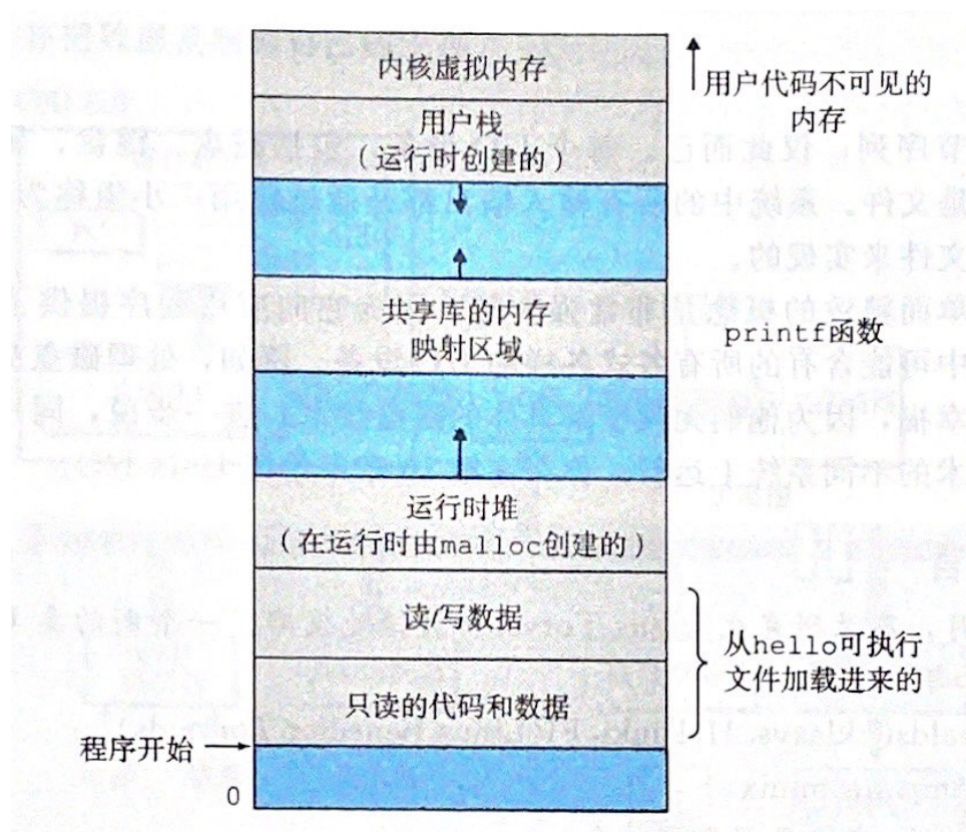 内核虚拟内存
用户代码不可见的
内存
用户栈
（运行时创建的）
共享库的内存
映射区域
printf函数
运行时堆
（在运行时由malloc创建的）
读/写数据
从hello可执行
文件加载进来的
只读的代码和数据
程序开始
0